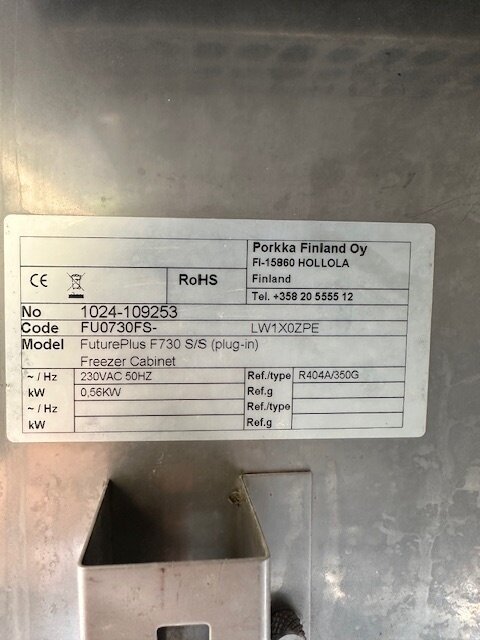 Porkka Finland Oy
FI-15860 HOLLOLA
CE RoHS Finland
Tel. +358 20 5555 12
No 1024-109253
Code FU0730FS- LW1X0ZPE
Model FuturePlus F730 S/S (plug-in)
Freezer Cabinet
~ / Hz 230VAC 50HZ Ref./type R404A/350G
kW 0,56KW Ref.g
~ / Hz Ref./type
kW Ref.g